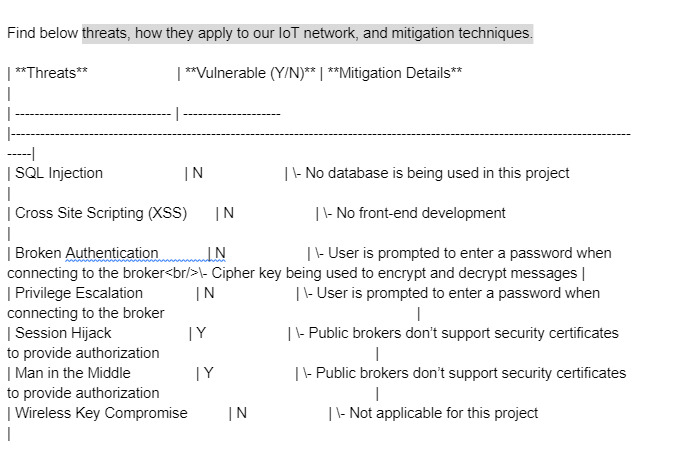 Find below threats, how they apply to our IoT network, and mitigation techniques.
| **Threats** | **Vulnerable (Y/N)** | **Mitigation Details**
|
| ------------------------------- | --------------------
|----------------------------------------------------------------------------------------------------------------------------
-----|
| SQL Injection | N | \- No database is being used in this project
|
| Cross Site Scripting (XSS) | N | \- No front-end development
|
| Broken Authentication | N | \- User is prompted to enter a password when
connecting to the broker<br/>\- Cipher key being used to encrypt and decrypt messages |
| Privilege Escalation | N | \- User is prompted to enter a password when
connecting to the broker |
| Session Hijack | Y | \- Public brokers don’t support security certificates
to provide authorization |
| Man in the Middle | Y | \- Public brokers don’t support security certificates
to provide authorization |
| Wireless Key Compromise | N | \- Not applicable for this project
|